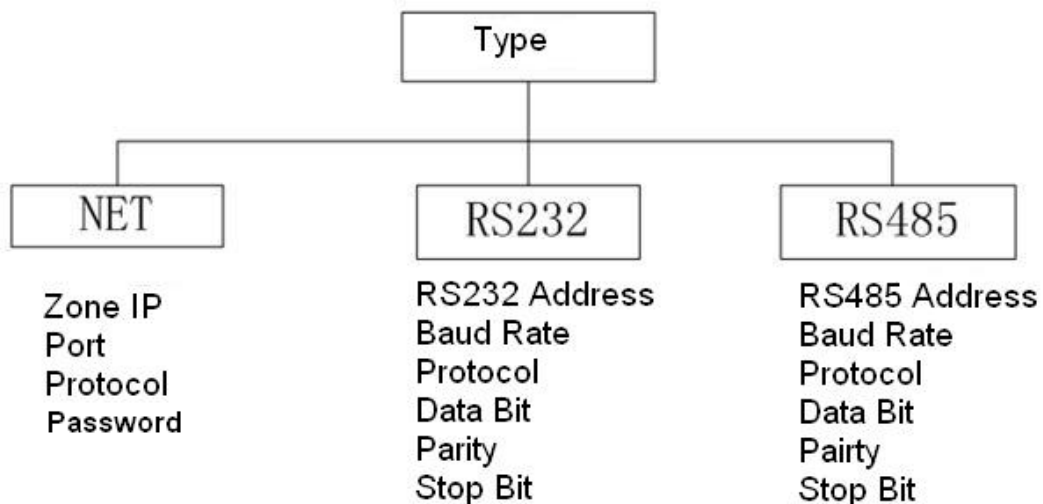 Type
NET
Zone IP
Port
Protocol
Password
RS232
RS232 Address
Baud Rate
Protocol
Data Bit
Parity
Stop Bit
RS485
RS485 Address
Baud Rate
Protocol
Data Bit
Pairty
Stop Bit